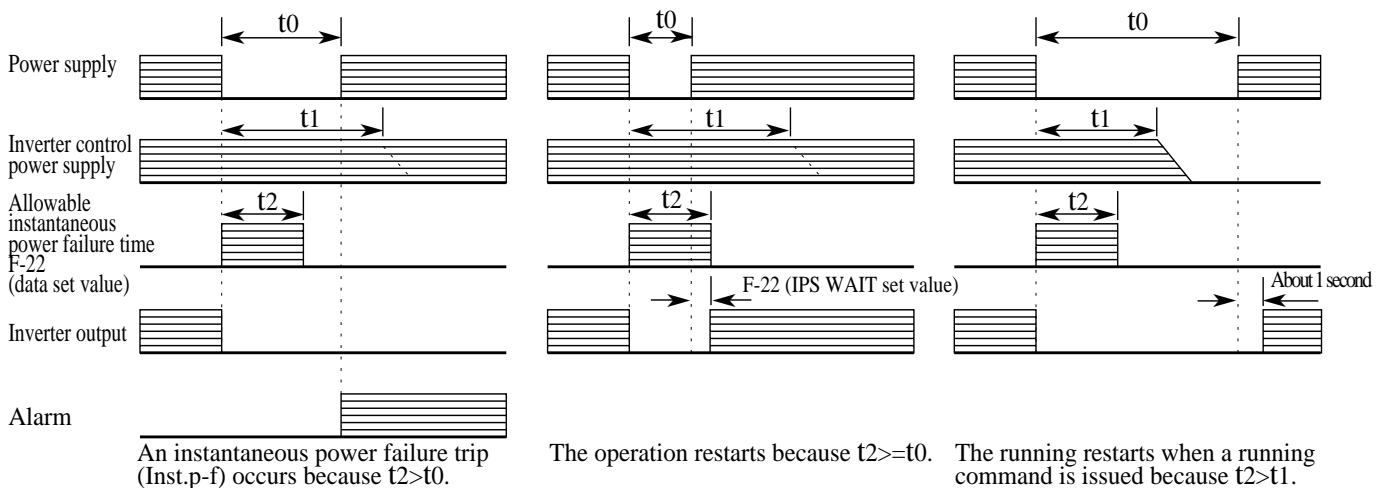 t0
t0
t0
Power supply
t1
t1
t1
Inverter control
power supply
Allowable
instantaneous
power failure time
F-22
(data set value)
t2
t2
t2
F-22 (IPS WAIT set value)
About 1 second
Inverter output
Alarm
An instantaneous power failure trip
(Inst.p-f) occurs because t2>t0.
The operation restarts because t2>=t0.
The running restarts when a running
command is issued because t2>t1.